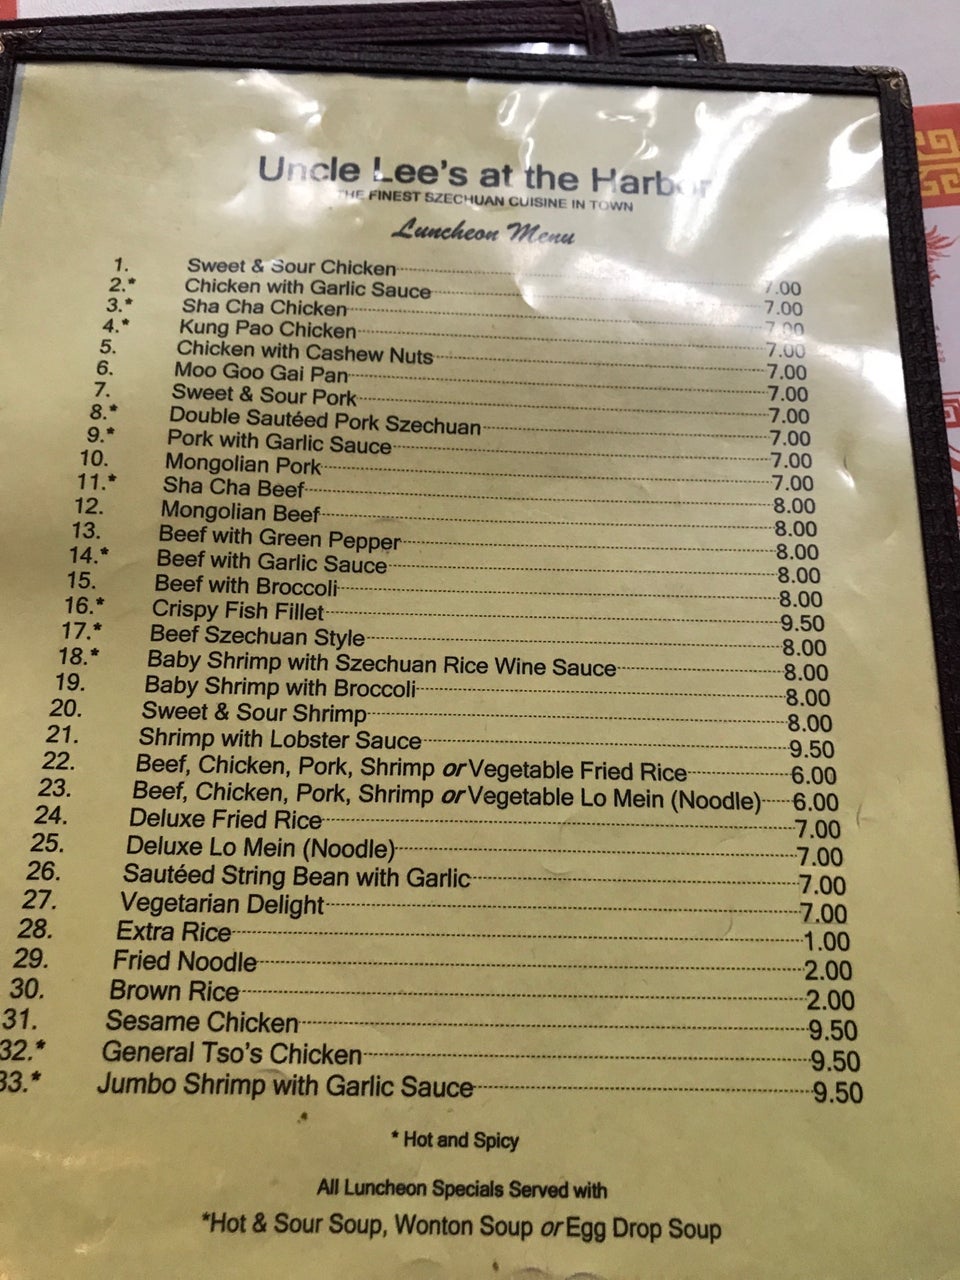 Uncle Lee's at the Harbor
THE FINEST SZECHUAN CUISINE IN TOWN
Luncheon Menu
1. Sweet & Sour Chicken 7.00
2.* Chicken with Garlic Sauce 7.00
3.* Sha Cha Chicken 7.00
4.* Kung Pao Chicken 7.00
5. Chicken with Cashew Nuts 7.00
6. Moo Goo Gai Pan 7.00
7. Sweet & Sour Pork 7.00
8.* Double Sautéed Pork Szechuan 7.00
9.* Pork with Garlic Sauce 7.00
10. Mongolian Pork 7.00
11.* Sha Cha Beef 8.00
12. Mongolian Beef 8.00
13. Beef with Green Pepper 8.00
14.* Beef with Garlic Sauce 8.00
15. Beef with Broccoli 8.00
16.* Crispy Fish Fillet 9.50
17.* Beef Szechuan Style 8.00
18.* Baby Shrimp with Szechuan Rice Wine Sauce 8.00
19. Baby Shrimp with Broccoli 8.00
20. Sweet & Sour Shrimp 8.00
21. Shrimp with Lobster Sauce 9.50
22. Beef, Chicken, Pork, Shrimp or Vegetable Fried Rice 6.00
23. Beef, Chicken, Pork, Shrimp or Vegetable Lo Mein (Noodle) 6.00
24. Deluxe Fried Rice 7.00
25. Deluxe Lo Mein (Noodle) 7.00
26. Sautéed String Bean with Garlic 7.00
27. Vegetarian Delight 7.00
28. Extra Rice 1.00
29. Fried Noodle 2.00
30. Brown Rice 2.00
31. Sesame Chicken 9.50
32.* General Tso's Chicken 9.50
33.* Jumbo Shrimp with Garlic Sauce 9.50
* Hot and Spicy
All Luncheon Specials Served with
*Hot & Sour Soup, Wonton Soup or Egg Drop Soup